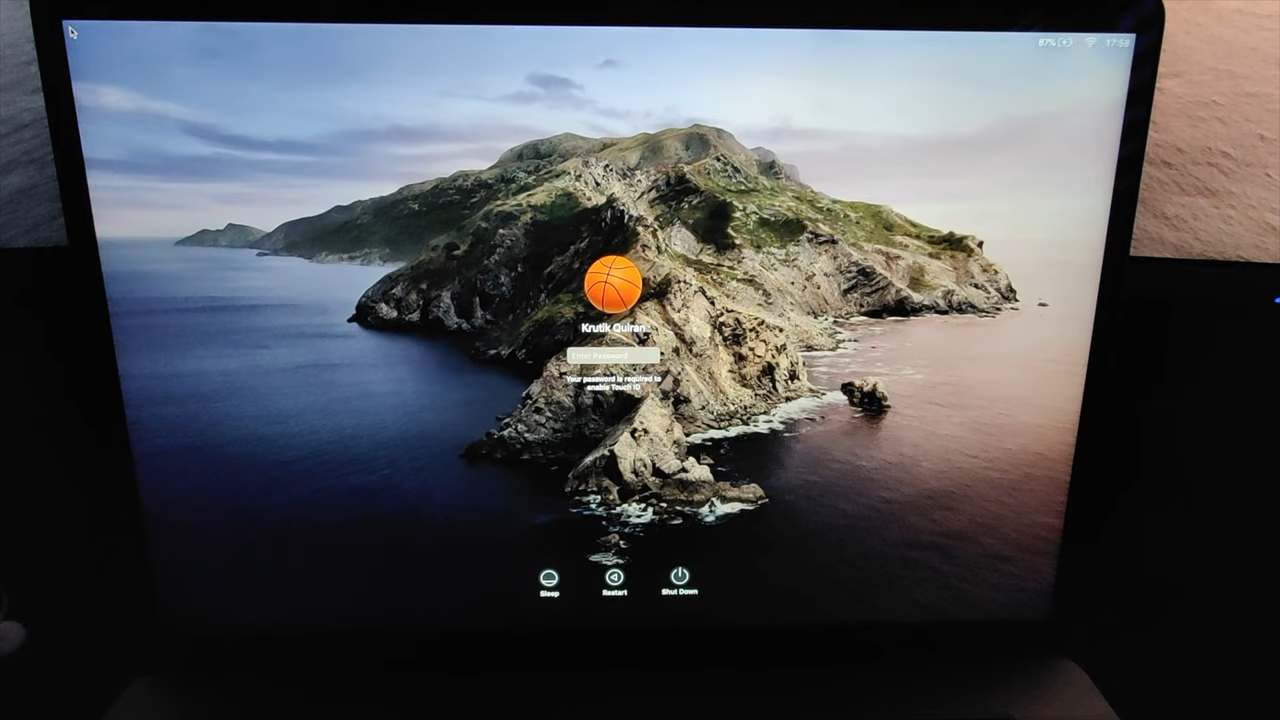 87% 17:58
Krutik Quiran...
Enter Password
Your password is required to
enable Touch ID
Sleep Restart Shut Down